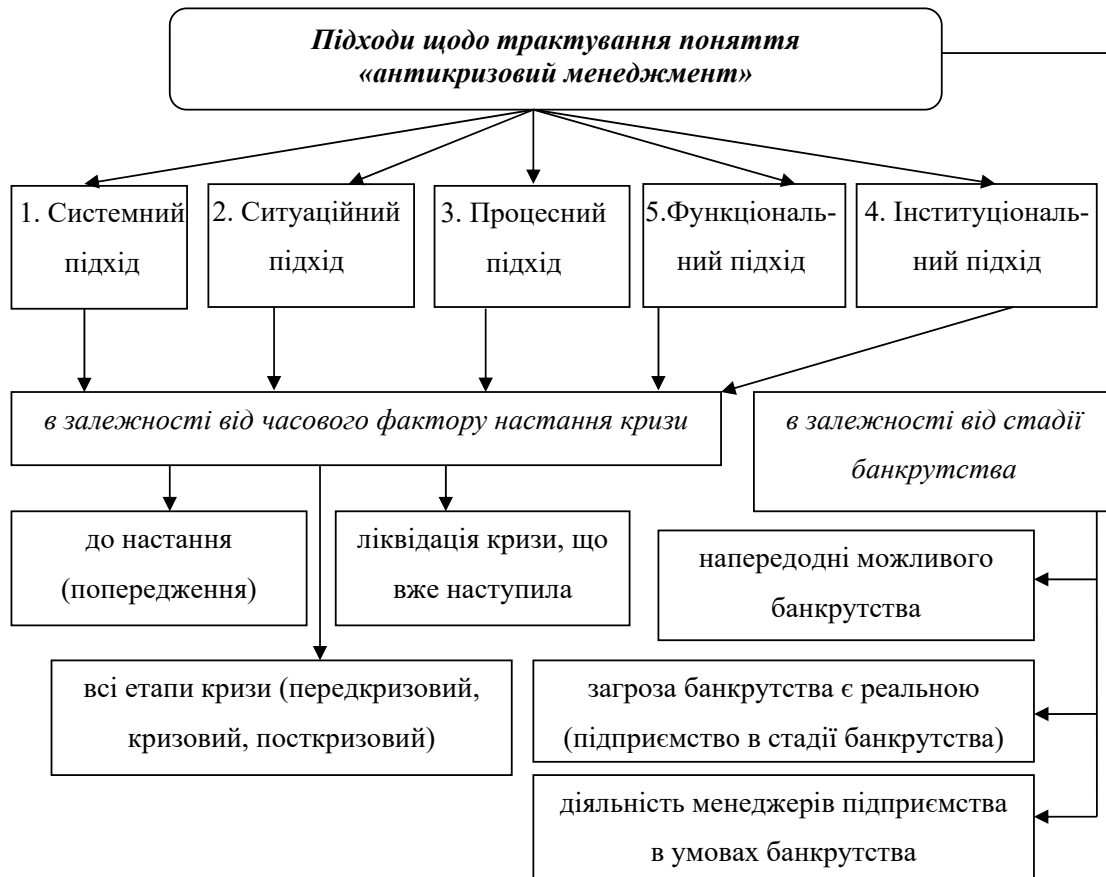 Підходи щодо трактування поняття
«антикризовий менеджмент»
1. Системний
підхід
2. Ситуаційний
підхід
3. Процесний
підхід
5.Функціональ-
ний підхід
4. Інституціональ-
ний підхід
в залежності від часового фактору настання кризи
в залежності від стадії
банкрутства
до настання
(попередження)
ліквідація кризи, що
вже наступила
напередодні можливого
банкрутства
всі етапи кризи (передкризовий,
кризовий, посткризовий)
загроза банкрутства є реальною
(підприємство в стадії банкрутства)
діяльність менеджерів підприємства
в умовах банкрутства